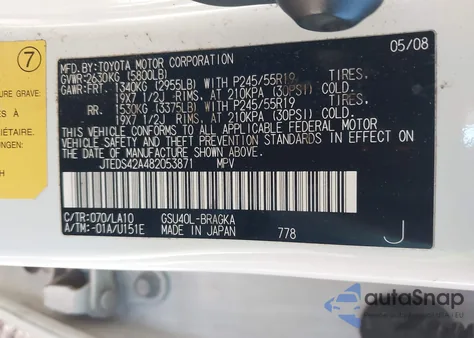 7
URE GRAVE:
À
S
IÉTAIRE.
NEMENT:
H
MFD. BY: TOYOTA MOTOR CORPORATION 05/08
GVWR: 2630KG (5800LB)
GAWR: FRT. 1340KG (2955LB) WITH P245/55R19 TIRES,
19X7 1/2J RIMS, AT 210KPA (30PSI) COLD.
RR. 1530KG (3375LB) WITH P245/55R19 TIRES,
19X7 1/2J RIMS, AT 210KPA (30PSI) COLD.
THIS VEHICLE CONFORMS TO ALL APPLICABLE FEDERAL MOTOR
VEHICLE SAFETY AND THEFT PREVENTION STANDARDS IN EFFECT
ON THE DATE OF MANUFACTURE SHOWN ABOVE.
JTEDS42A482053871 MPV
C/TR: 070/LA10 GSU40L-BRAGKA
A/TM: -01A/U151E MADE IN JAPAN 778 J
autoSnap